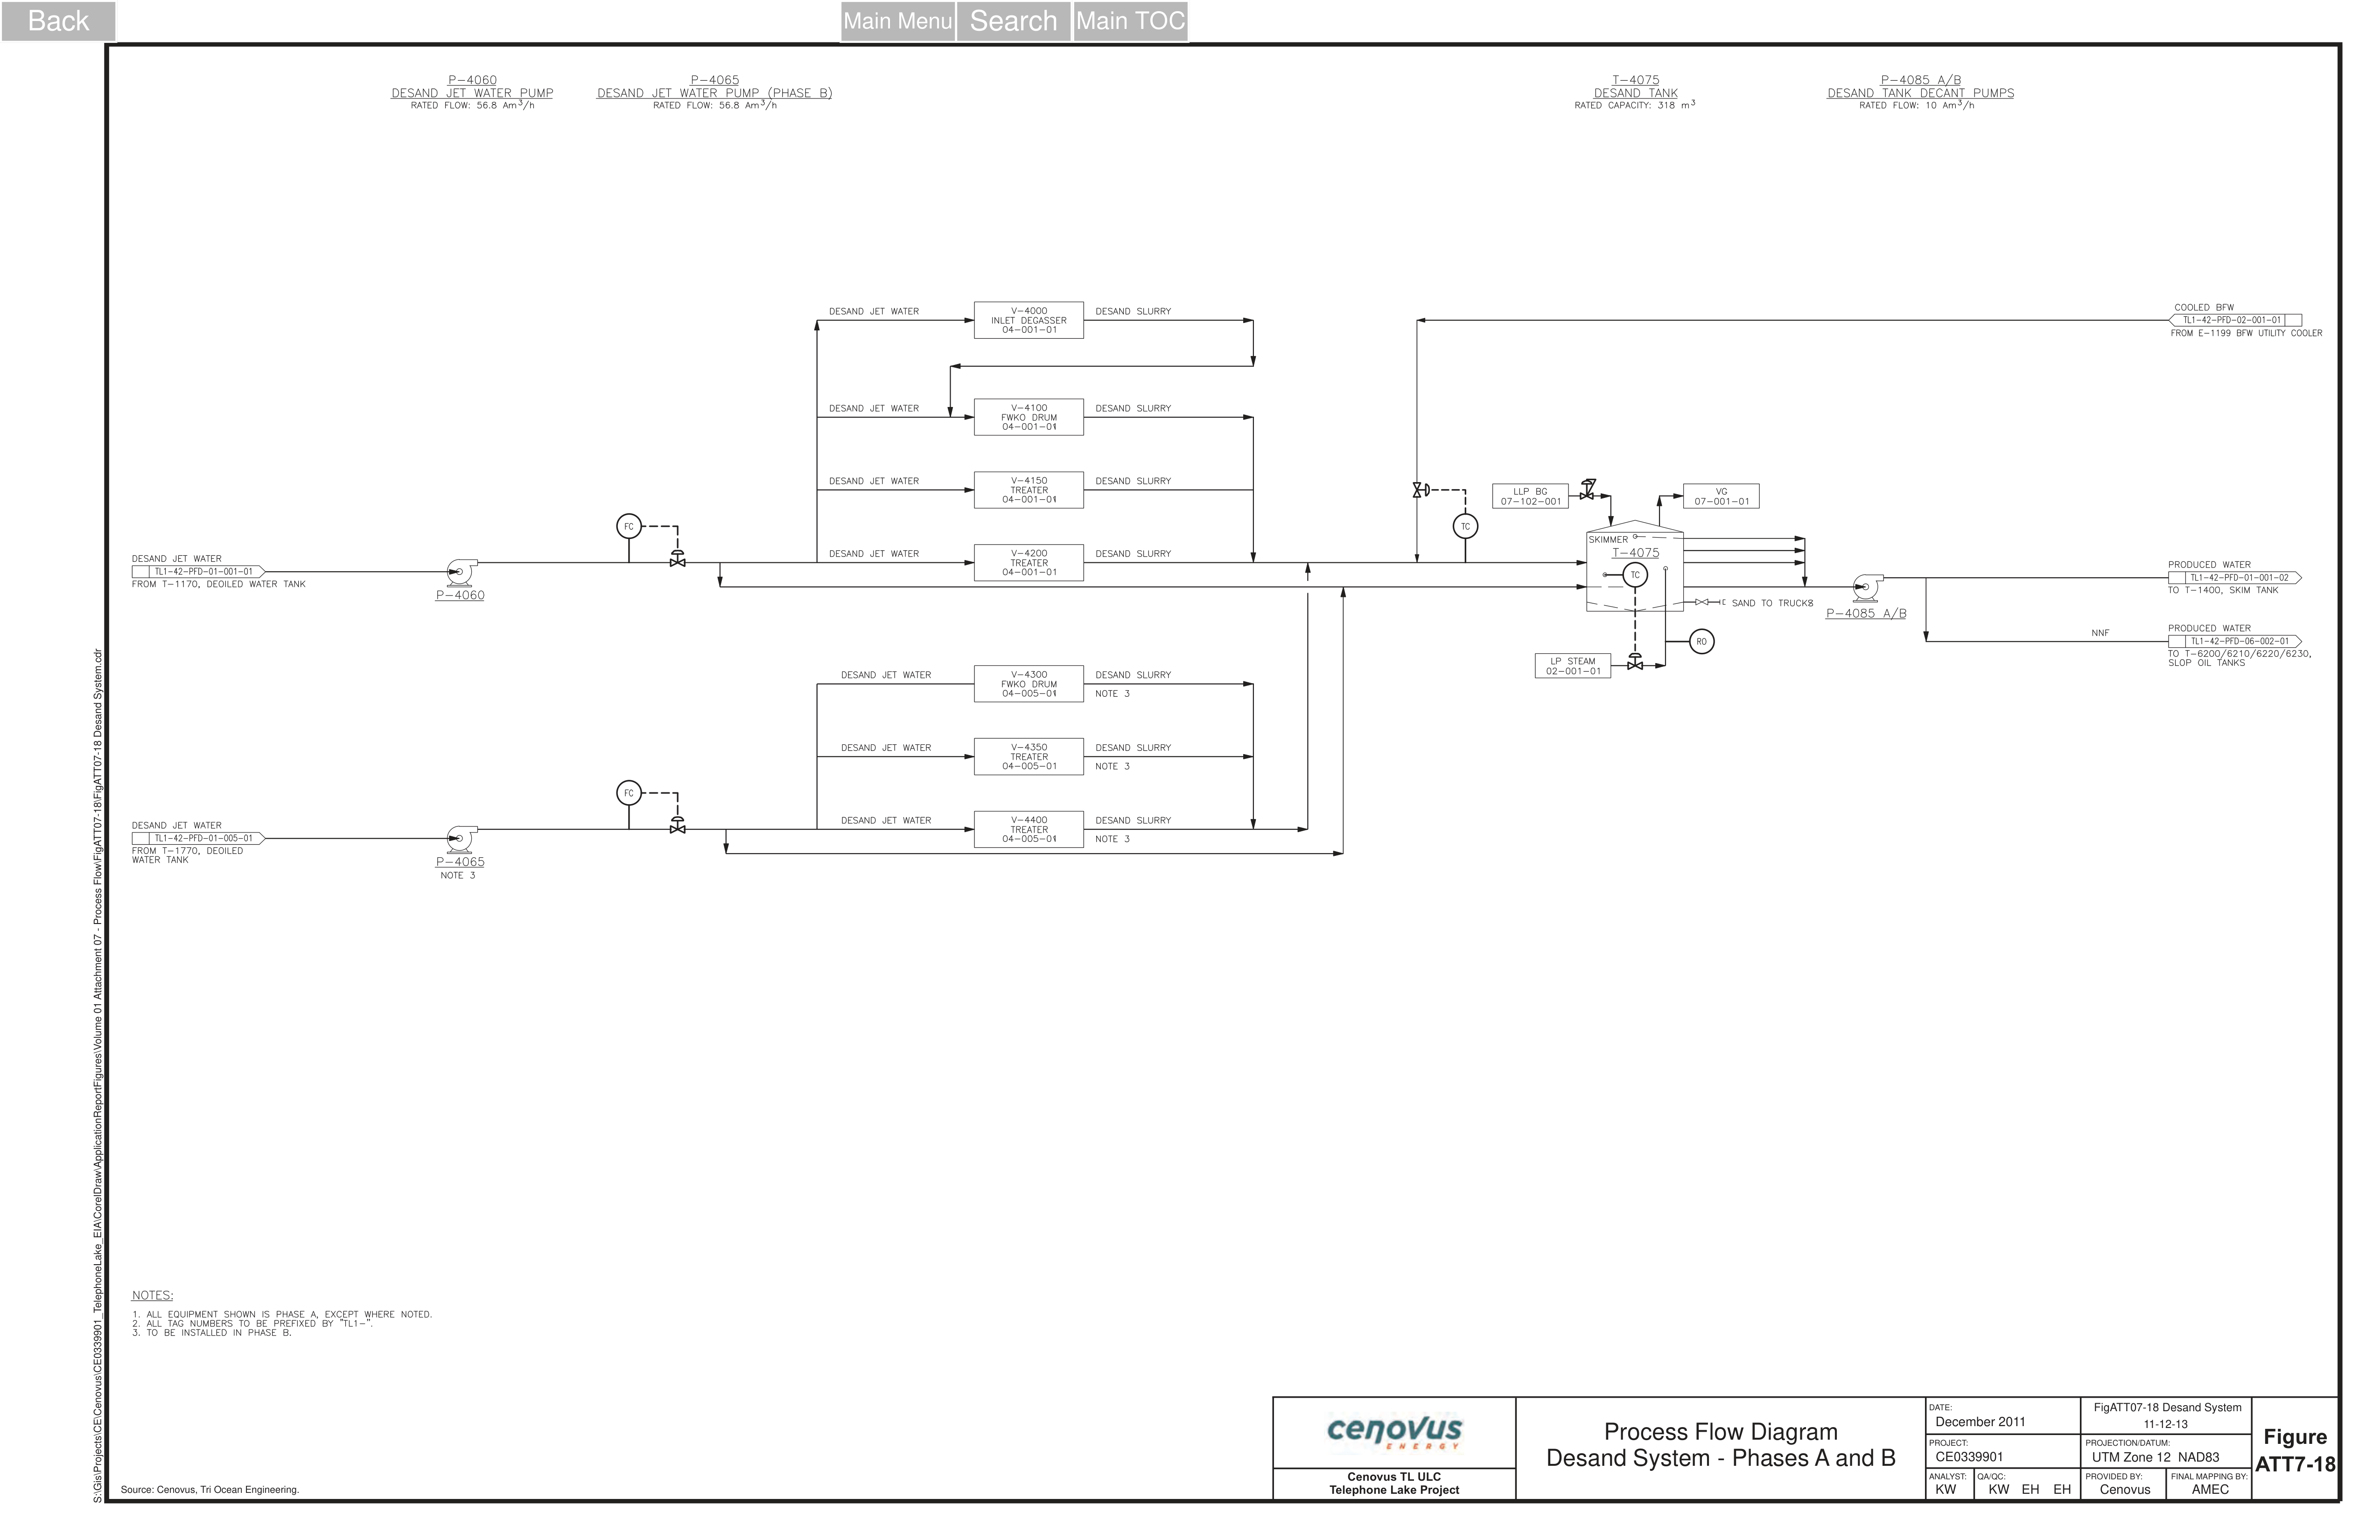 Back
Main Menu
Search
Main TOC
P-4060
DESAND JET WATER PUMP
RATED FLOW: 56.8 Am³/h
P-4065
DESAND JET WATER PUMP (PHASE B)
RATED FLOW: 56.8 Am³/h
T-4075
DESAND TANK
RATED CAPACITY: 318 m³
P-4085 A/B
DESAND TANK DECANT PUMPS
RATED FLOW: 10 Am³/h
DESAND JET WATER
V-4000
INLET DEGASSER
04-001-01
DESAND SLURRY
COOLED BFW
TL1-42-PFD-02-001-01
FROM E-1199 BFW UTILITY COOLER
DESAND JET WATER
V-4100
FWKO DRUM
04-001-01
DESAND SLURRY
DESAND JET WATER
V-4150
TREATER
04-001-01
DESAND SLURRY
LLP BG
07-102-001
VG
07-001-01
FC
TC
DESAND JET WATER
TL1-42-PFD-01-001-01
FROM T-1170, DEOILED WATER TANK
P-4060
DESAND JET WATER
V-4200
TREATER
04-001-01
DESAND SLURRY
SKIMMER
T-4075
TC
SAND TO TRUCKS
P-4085 A/B
PRODUCED WATER
TL1-42-PFD-01-001-02
TO T-1400, SKIM TANK
NNF
PRODUCED WATER
TL1-42-PFD-06-002-01
TO T-6200/6210/6220/6230,
SLOP OIL TANKS
RO
LP STEAM
02-001-01
DESAND JET WATER
V-4300
FWKO DRUM
04-005-01
DESAND SLURRY
NOTE 3
DESAND JET WATER
V-4350
TREATER
04-005-01
DESAND SLURRY
NOTE 3
FC
DESAND JET WATER
TL1-42-PFD-01-005-01
FROM T-1770, DEOILED
WATER TANK
P-4065
NOTE 3
DESAND JET WATER
V-4400
TREATER
04-005-01
DESAND SLURRY
NOTE 3
S:\Gis\Projects\CE\Cenovus\CE0339901_TelephoneLake_EIA\CorelDraw\ApplicationReportFigures\Volume 01 Attachment 07 - Process Flow\FigATT07-18\FigATT07-18 Desand System.cdr
NOTES:
1. ALL EQUIPMENT SHOWN IS PHASE A, EXCEPT WHERE NOTED.
2. ALL TAG NUMBERS TO BE PREFIXED BY "TL1-".
3. TO BE INSTALLED IN PHASE B.
Source: Cenovus, Tri Ocean Engineering.
cenovus
ENERGY
Cenovus TL ULC
Telephone Lake Project
Process Flow Diagram
Desand System - Phases A and B
DATE:
December 2011
FigATT07-18 Desand System
11-12-13
PROJECT:
CE0339901
PROJECTION/DATUM:
UTM Zone 12 NAD83
ANALYST:
KW
QA/QC:
KW EH EH
PROVIDED BY:
Cenovus
FINAL MAPPING BY:
AMEC
Figure
ATT7-18